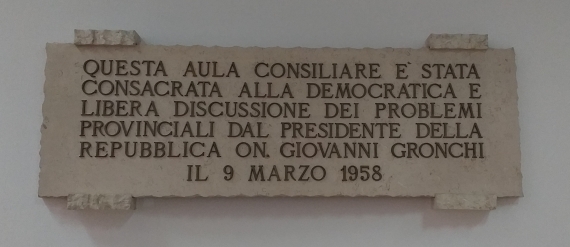 QUESTA AULA CONSILIARE E' STATA
CONSACRATA ALLA DEMOCRATICA E
LIBERA DISCUSSIONE DEI PROBLEMI
PROVINCIALI DAL PRESIDENTE DELLA
REPUBBLICA ON. GIOVANNI GRONCHI
IL 9 MARZO 1958